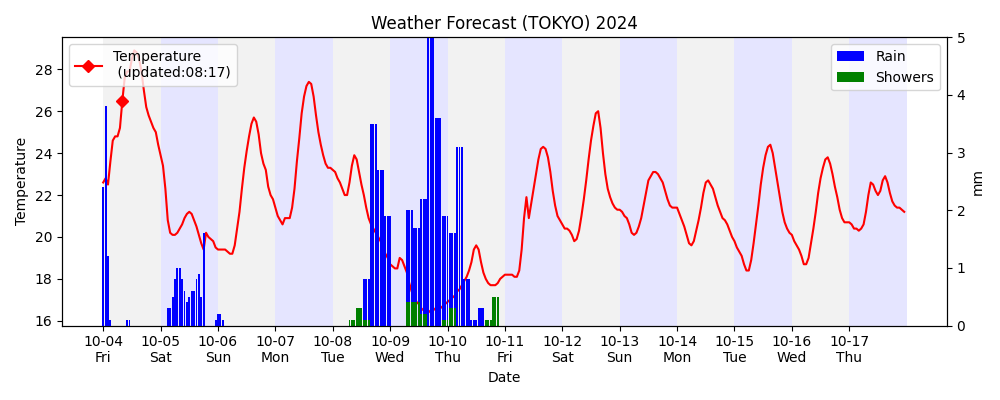 Weather Forecast (TOKYO) 2024
Temperature
(updated:08:17)
Rain
Showers
Temperature
28
26
24
22
20
18
16
5
4
3
2
1
0
mm
10-04 10-05 10-06 10-07 10-08 10-09 10-10 10-11 10-12 10-13 10-14 10-15 10-16 10-17
Fri Sat Sun Mon Tue Wed Thu Fri Sat Sun Mon Tue Wed Thu
Date